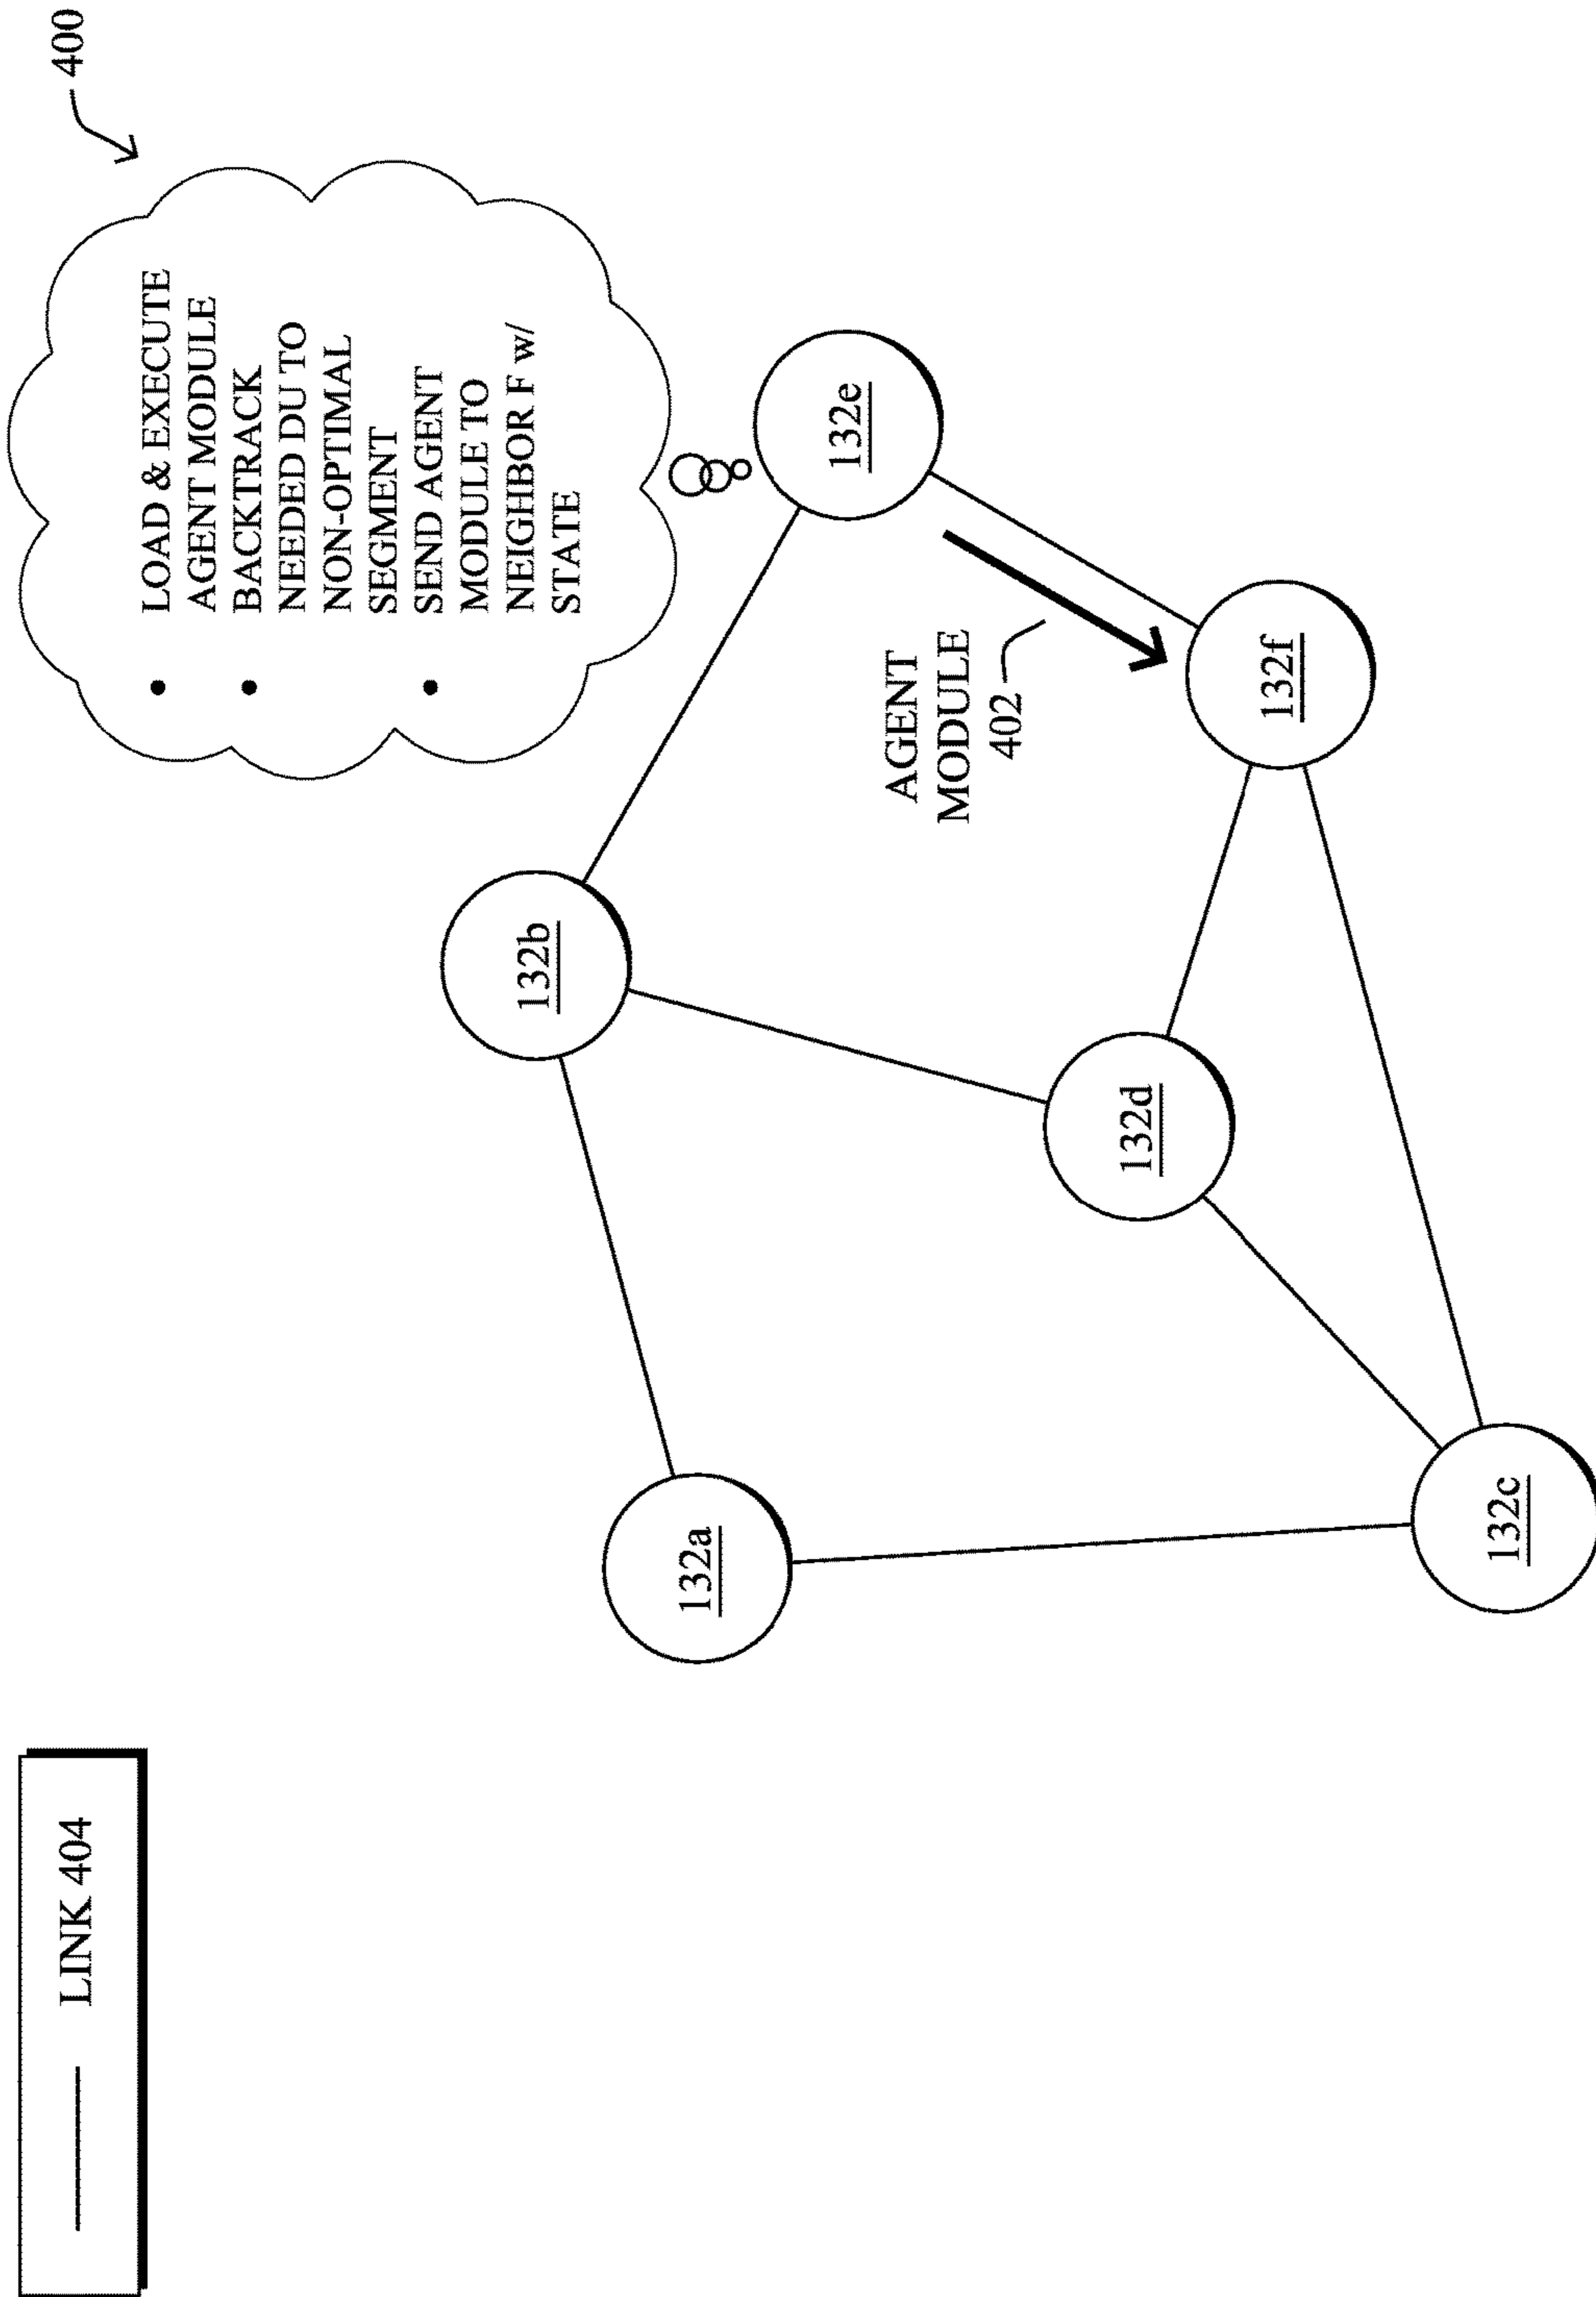 LINK 404
400
• LOAD & EXECUTE
AGENT MODULE
• BACKTRACK
NEEDED DU TO
NON-OPTIMAL
SEGMENT
• SEND AGENT
MODULE TO
NEIGHBOR F w/
STATE
132b
132e
132a
AGENT
MODULE
402
132d
132f
132c